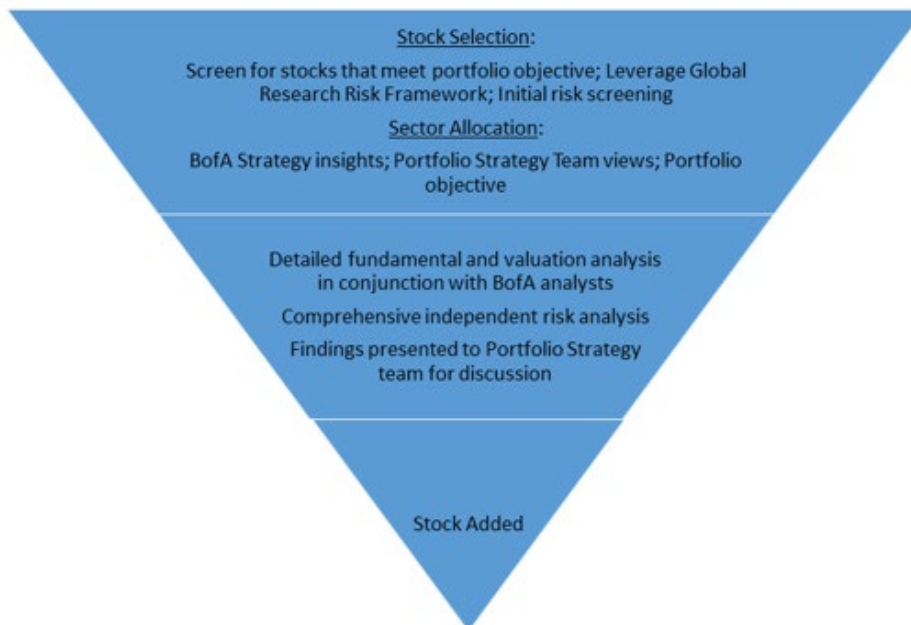 Stock Selection:
Screen for stocks that meet portfolio objective; Leverage Global
Research Risk Framework; Initial risk screening
Sector Allocation:
BofA Strategy insights; Portfolio Strategy Team views; Portfolio
objective
Detailed fundamental and valuation analysis
in conjunction with BofA analysts
Comprehensive independent risk analysis
Findings presented to Portfolio Strategy
team for discussion
Stock Added